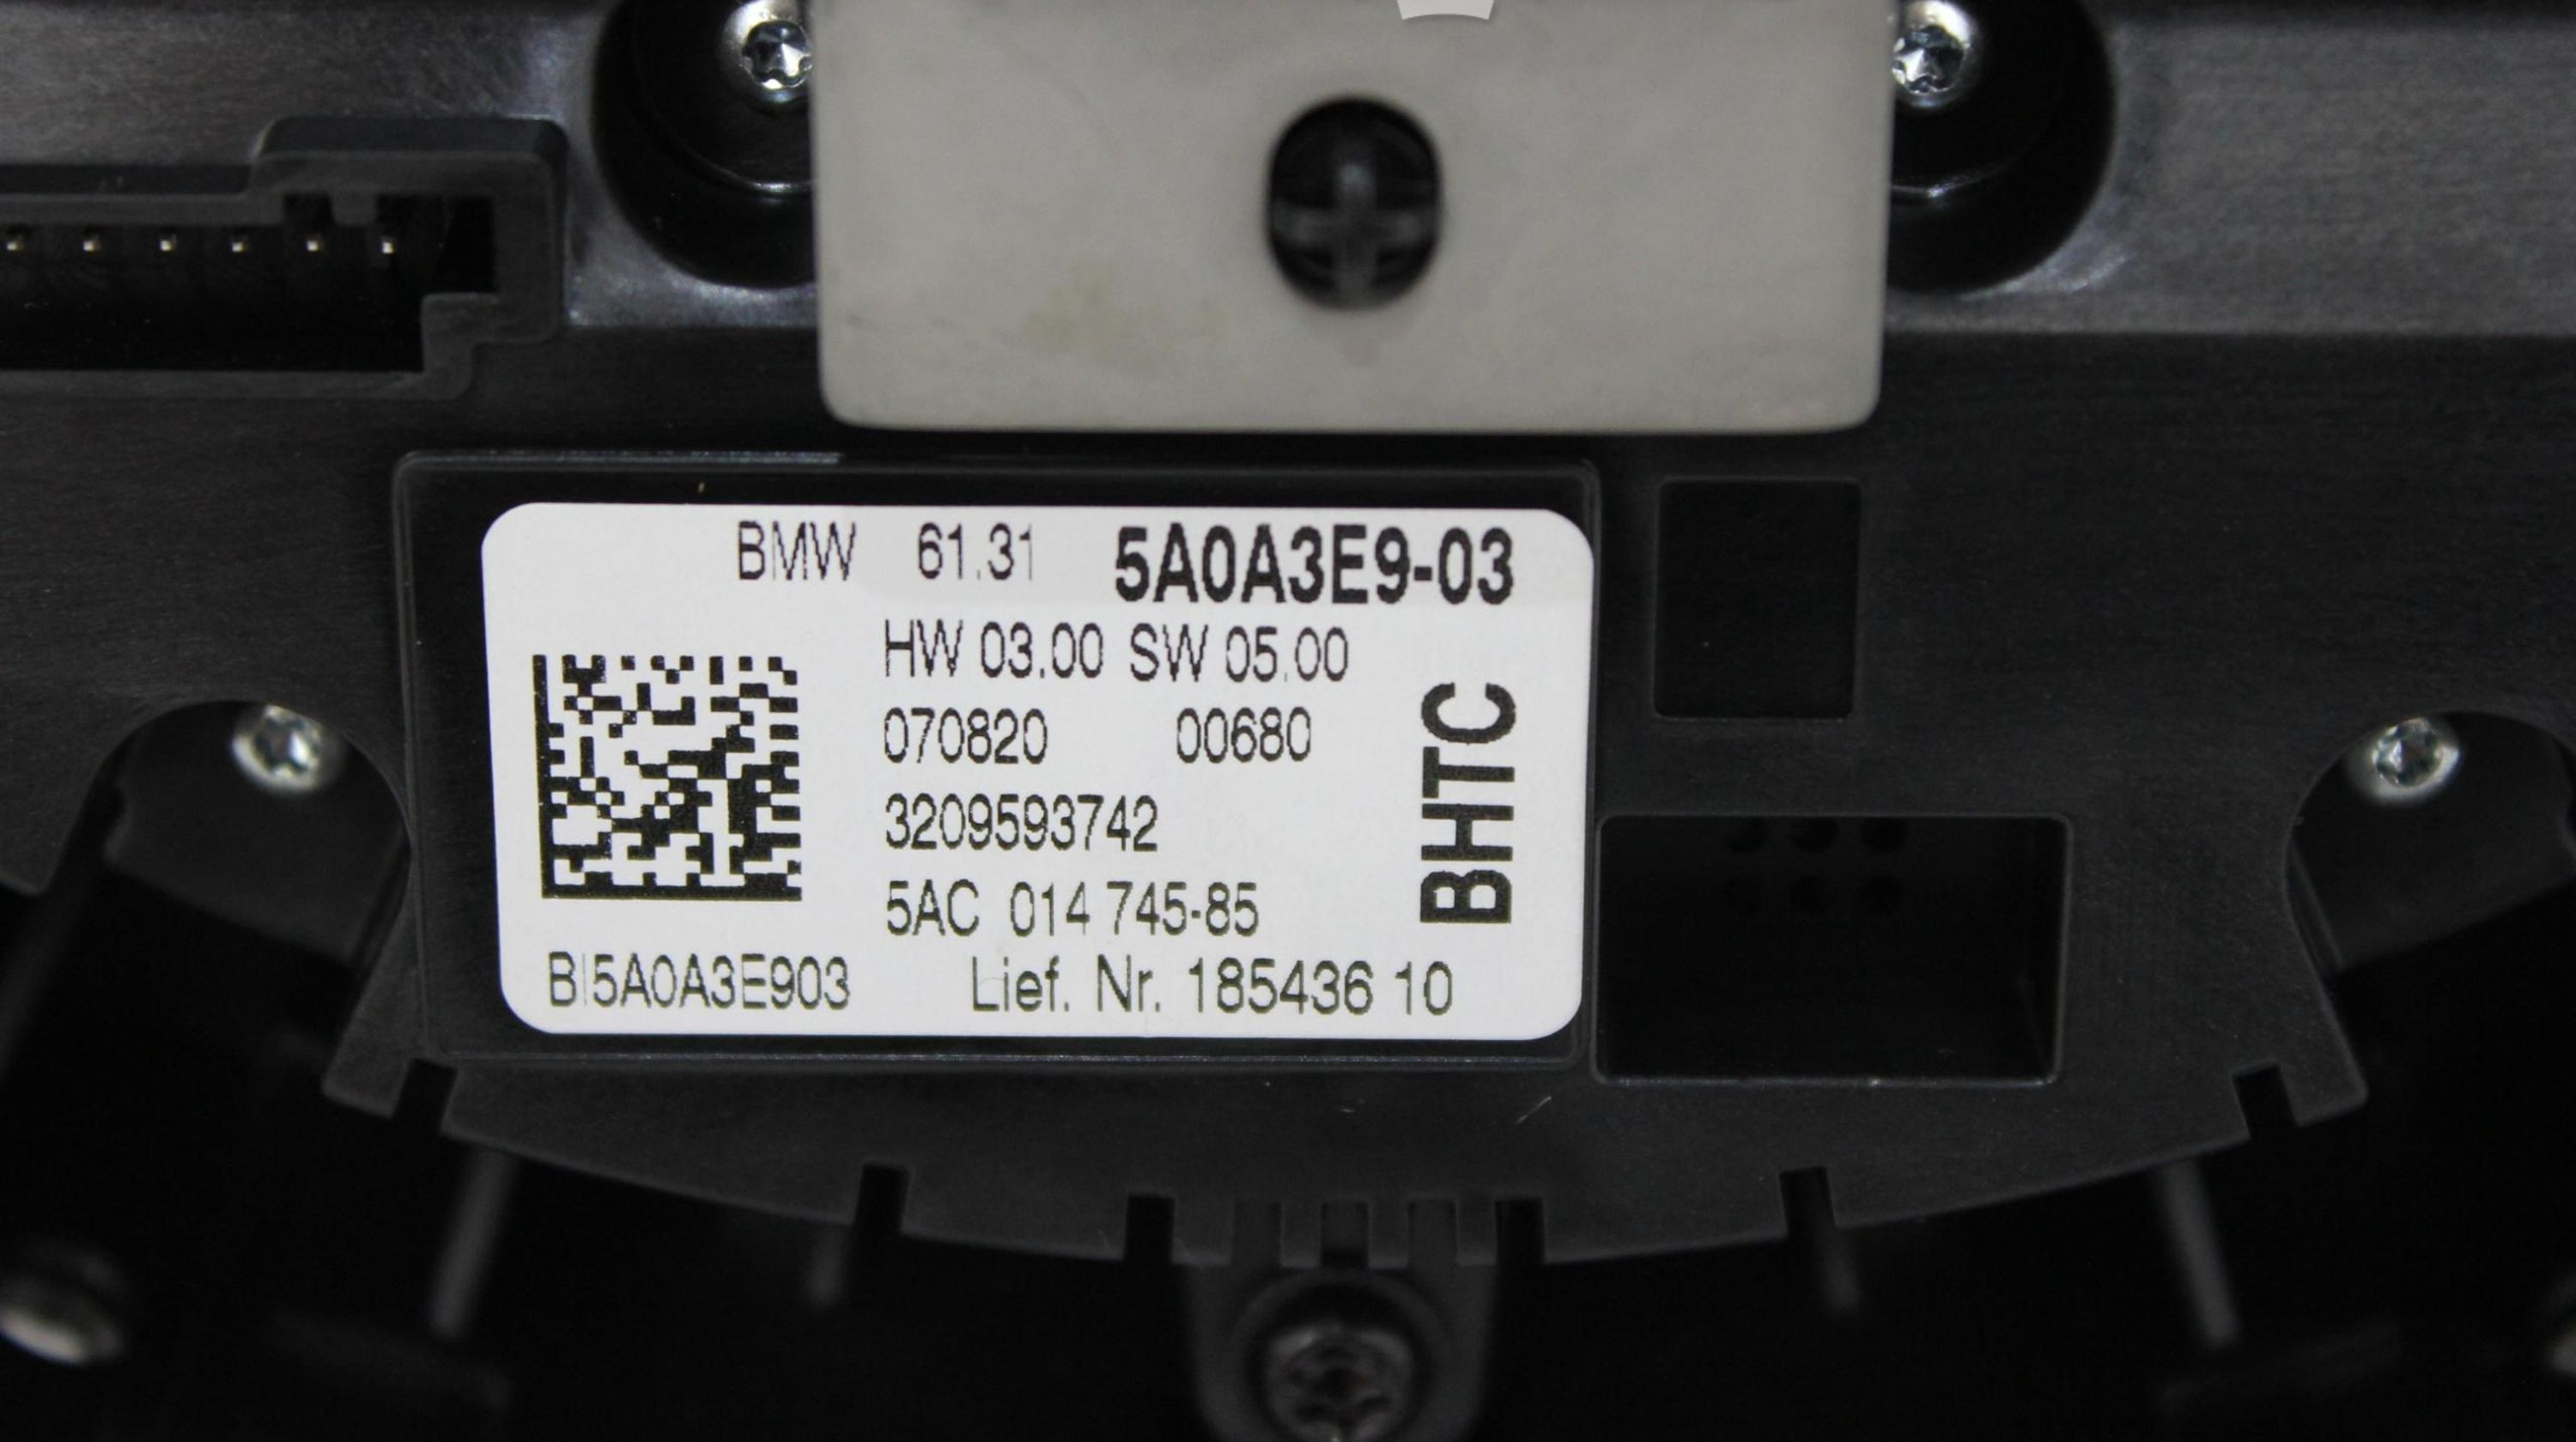 BMW 61.31 5A0A3E9-03
HW 03.00 SW 05.00
070820 00680
3209593742
5AC 014 745-85
BHTC
BI5A0A3E903 Lief. Nr. 185436 10